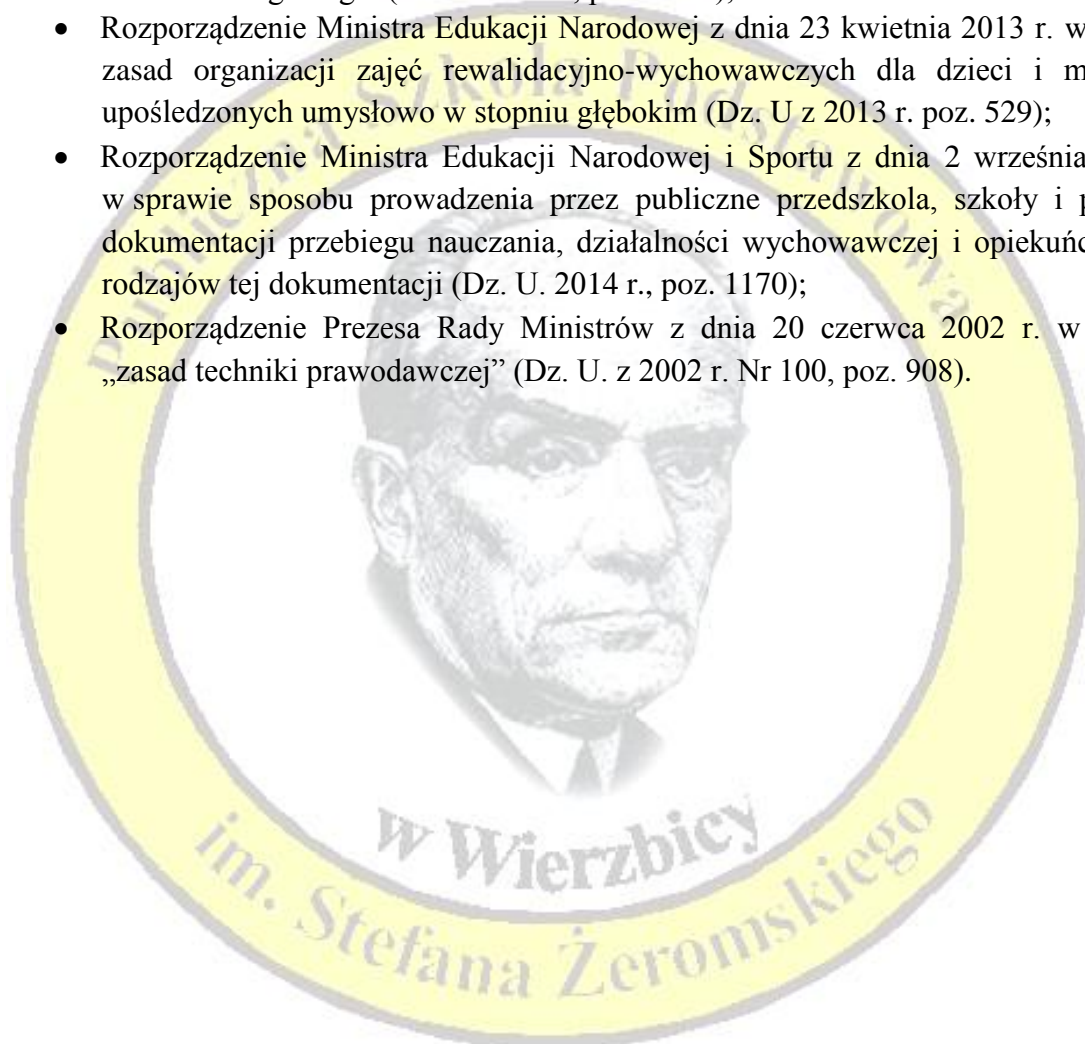 • Rozporządzenie Ministra Edukacji Narodowej z dnia 23 kwietnia 2013 r. w
zasad organizacji zajęć rewalidacyjno-wychowawczych dla dzieci i m
upośledzonych umysłowo w stopniu głębokim (Dz. U z 2013 r. poz. 529);
• Rozporządzenie Ministra Edukacji Narodowej i Sportu z dnia 2 września
w sprawie sposobu prowadzenia przez publiczne przedszkola, szkoły i p
dokumentacji przebiegu nauczania, działalności wychowawczej i opiekuńc
rodzajów tej dokumentacji (Dz. U. 2014 r., poz. 1170);
• Rozporządzenie Prezesa Rady Ministrów z dnia 20 czerwca 2002 r. w
„zasad techniki prawodawczej” (Dz. U. z 2002 r. Nr 100, poz. 908).
Publiczna Szkoła Podstawowa
w Wierzbicy
im. Stefana Żeromskiego